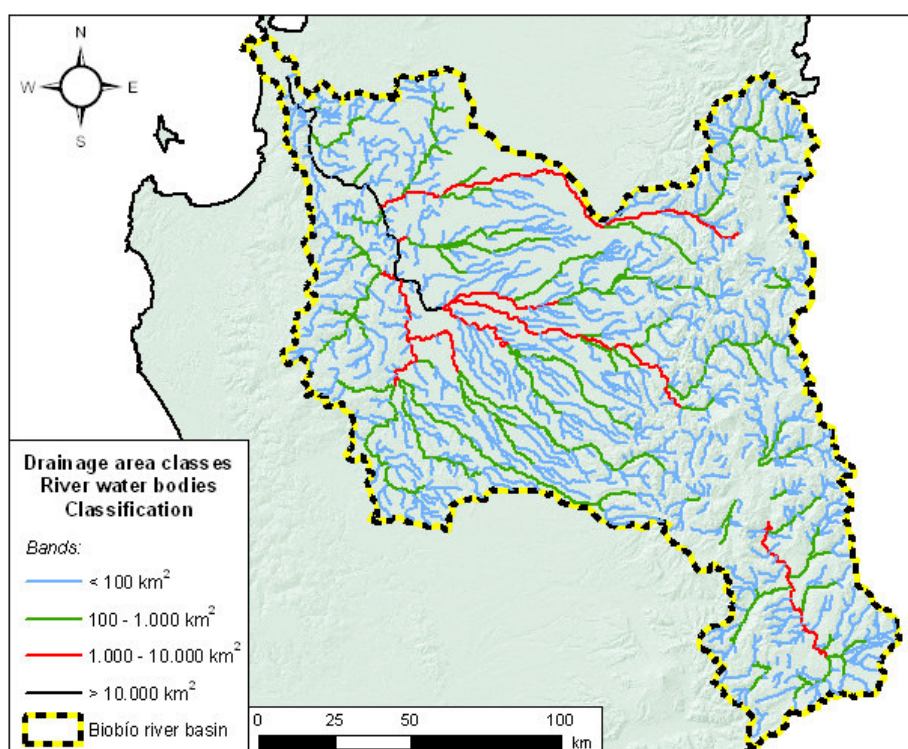 N
W E
S
Drainage area classes
River water bodies
Classification
Bands:
< 100 km²
100 - 1.000 km²
1.000 - 10.000 km²
> 10.000 km²
Biobío river basin
0 25 50 100
km